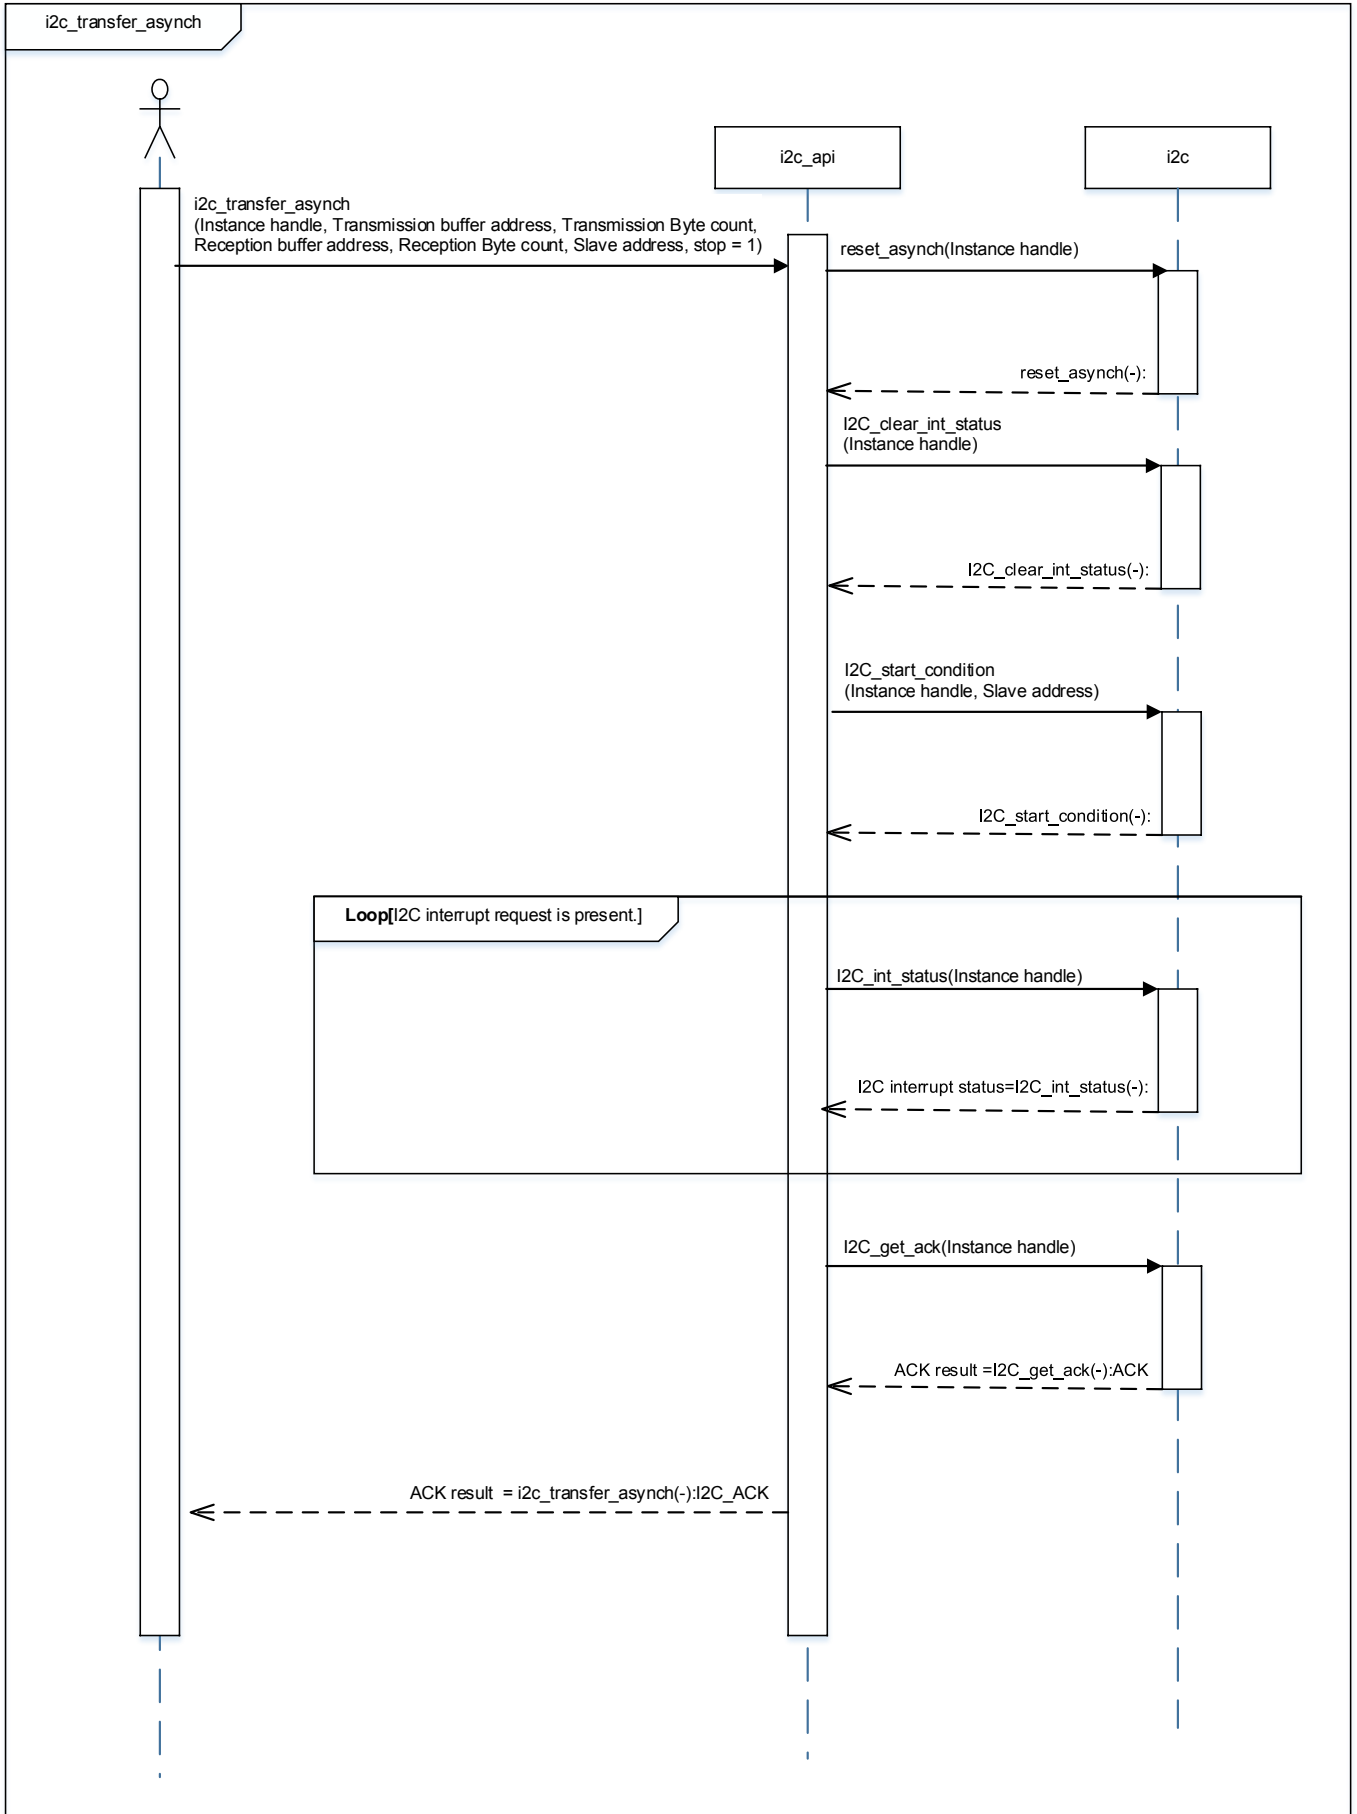 i2c_transfer_asynch
i2c_api
i2c
i2c_transfer_asynch
(Instance handle, Transmission buffer address, Transmission Byte count,
Reception buffer address, Reception Byte count, Slave address, stop = 1)
reset_asynch(Instance handle)
reset_asynch(-):
I2C_clear_int_status
(Instance handle)
I2C_clear_int_status(-):
I2C_start_condition
(Instance handle, Slave address)
I2C_start_condition(-):
Loop[I2C interrupt request is present.]
I2C_int_status(Instance handle)
I2C interrupt status=I2C_int_status(-):
I2C_get_ack(Instance handle)
ACK result =I2C_get_ack(-):ACK
ACK result = i2c_transfer_asynch(-):I2C_ACK